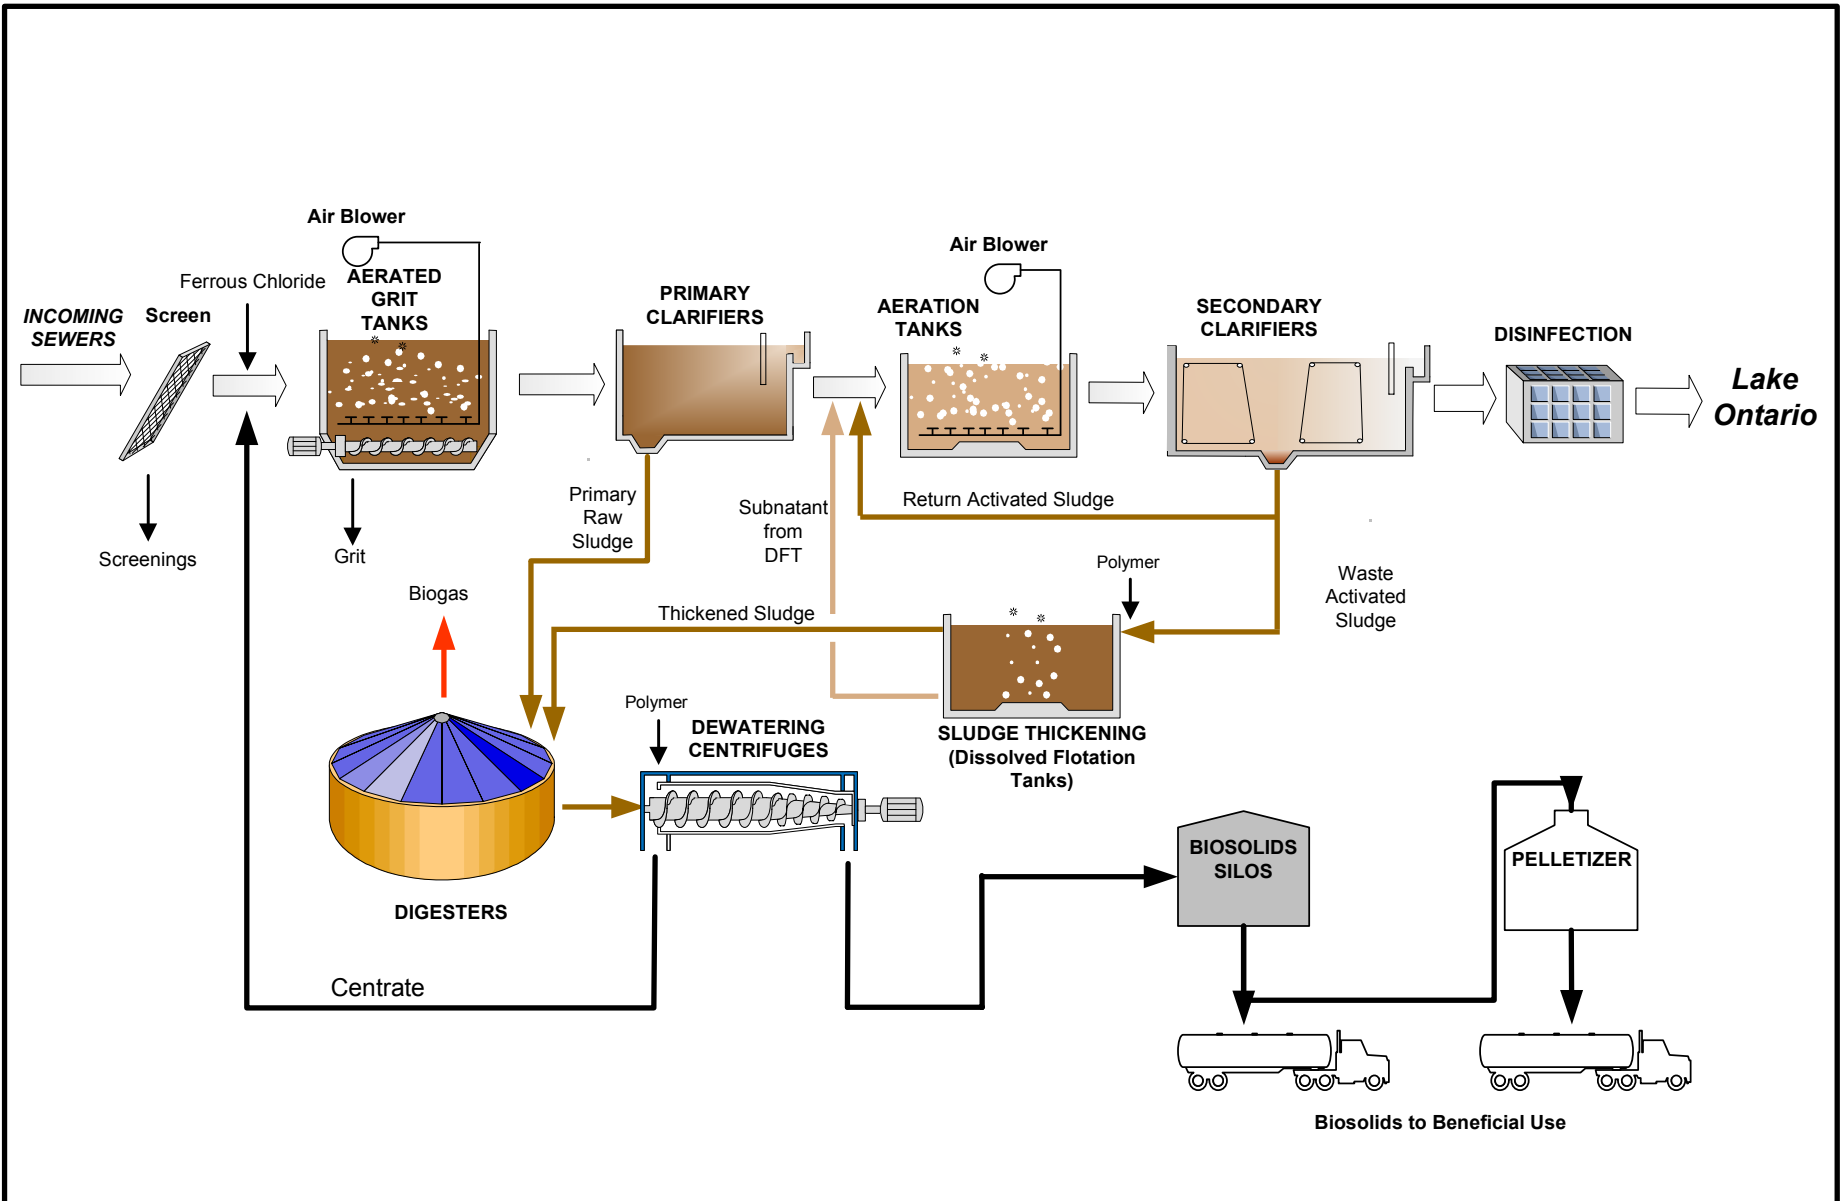 Air Blower
Ferrous Chloride
AERATED
GRIT
TANKS
INCOMING
SEWERS
Screen
PRIMARY
CLARIFIERS
Air Blower
AERATION
TANKS
SECONDARY
CLARIFIERS
DISINFECTION
Lake
Ontario
Screenings
Grit
Primary
Raw
Sludge
Subnatant
from
DFT
Return Activated Sludge
Polymer
Waste
Activated
Sludge
Biogas
Thickened Sludge
Polymer
DEWATERING
CENTRIFUGES
SLUDGE THICKENING
(Dissolved Flotation
Tanks)
DIGESTERS
BIOSOLIDS
SILOS
PELLETIZER
Centrate
Biosolids to Beneficial Use